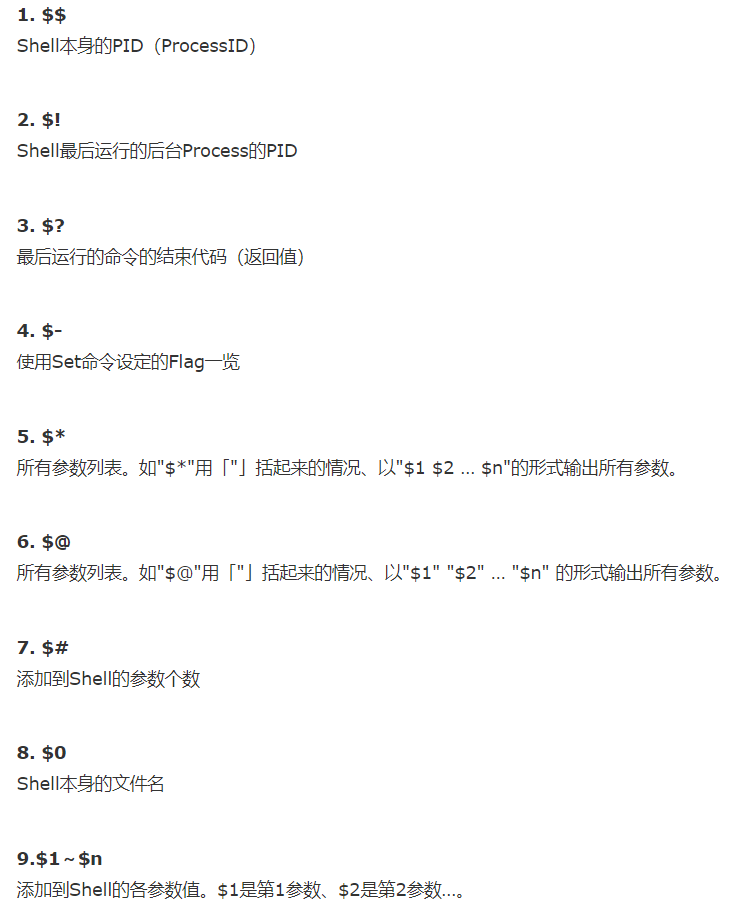 1. $$
Shell本身的PID（ProcessID）
2. $!
Shell最后运行的后台Process的PID
3. $?
最后运行的命令的结束代码（返回值）
4. $-
使用Set命令设定的Flag一览
5. $*
所有参数列表。如"$*"用「"」括起来的情况、以"$1 $2 … $n"的形式输出所有参数。
6. $@
所有参数列表。如"$@"用「"」括起来的情况、以"$1" "$2" … "$n" 的形式输出所有参数。
7. $#
添加到Shell的参数个数
8. $0
Shell本身的文件名
9.$1～$n
添加到Shell的各参数值。$1是第1参数、$2是第2参数…。